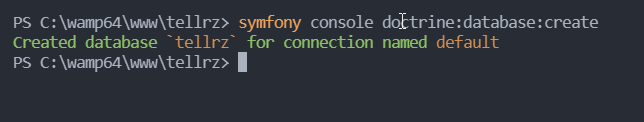 PS C:\wamp64\www\tellrz> symfony console doctrine:database:create
Created database `tellrz` for connection named default
PS C:\wamp64\www\tellrz>